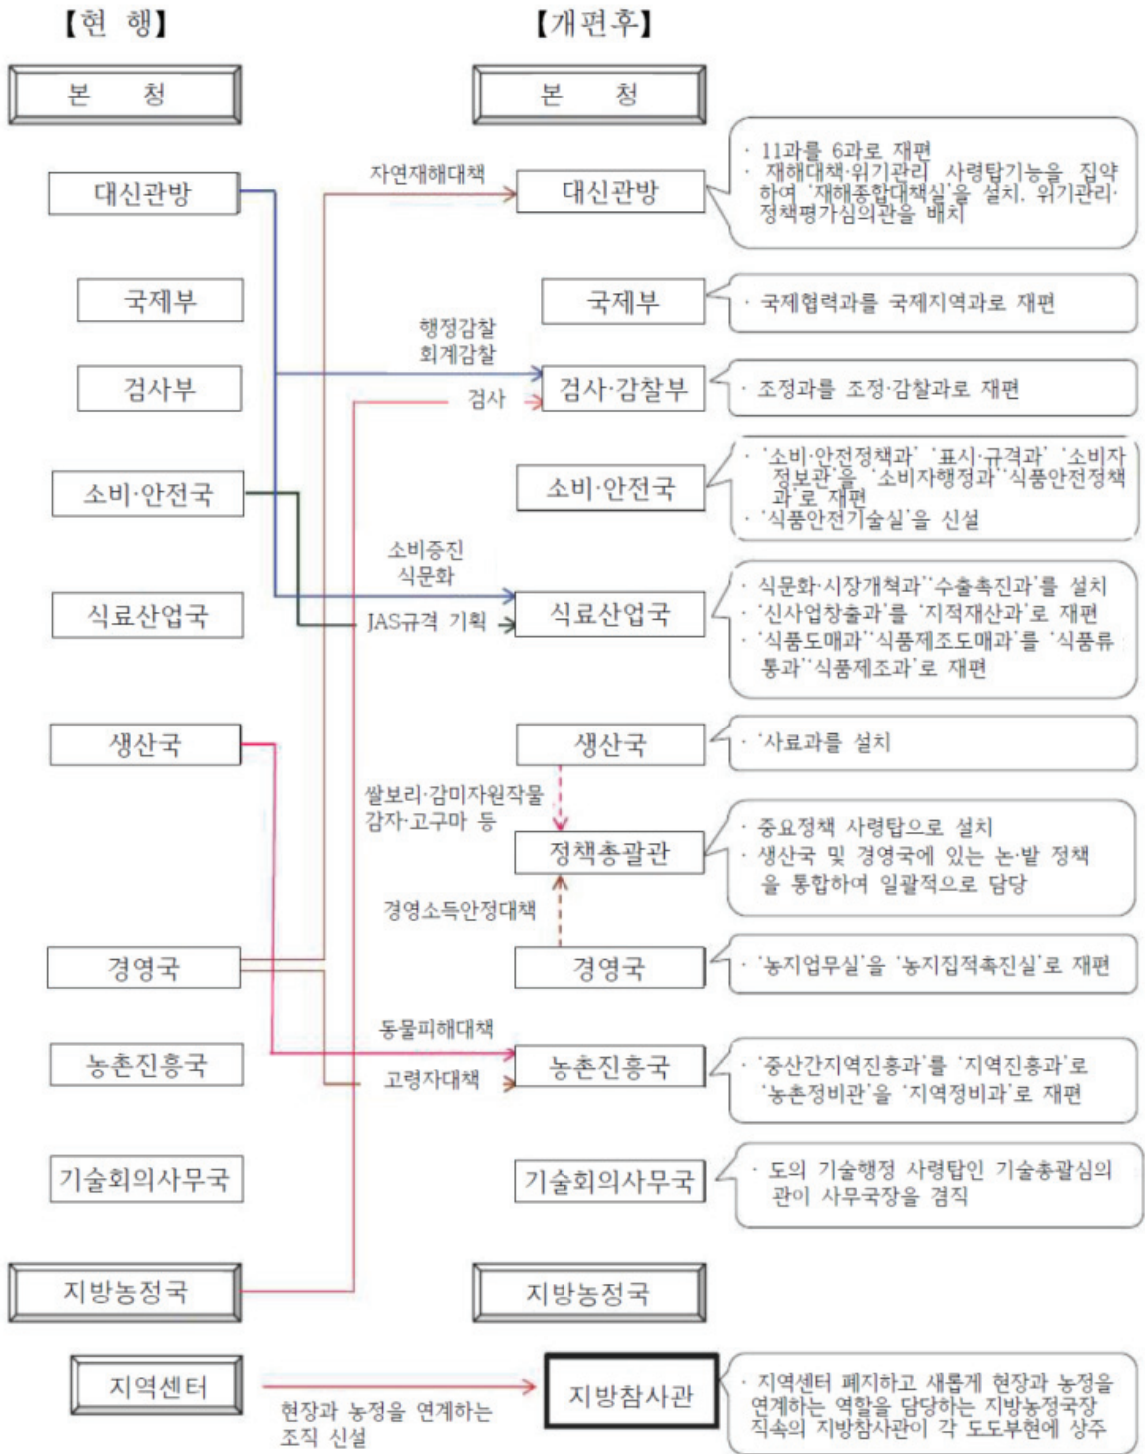 【현 행】
【개편후】
본 청
본 청
대신관방
자연재해대책
대신관방
· 11과를 6과로 재편
· 재해대책·위기관리 사령탑기능을 집약
하여 '재해종합대책실'을 설치, 위기관리·
정책평가심의관을 배치
국제부
국제부
· 국제협력과를 국제지역과로 재편
행정감찰
회계감찰
검사부
검사
검사·감찰부
· 조정과를 조정·감찰과로 재편
소비·안전국
소비·안전국
· '소비·안전정책과' '표시·규격과' '소비자
정보관'을 '소비자행정과' '식품안전정책
과'로 재편
· '식품안전기술실'을 신설
소비증진
식문화
식료산업국
JAS규격 기획
식료산업국
· 식문화·시장개척과' '수출촉진과'를 설치
· '신사업창출과'를 '지적재산과'로 재편
· '식품도매과' '식품제조도매과'를 '식품류
통과' '식품제조과'로 재편
생산국
생산국
· '사료과를 설치
쌀보리·감미자원작물
감자·고구마 등
정책총괄관
· 중요정책 사령탑으로 설치
· 생산국 및 경영국에 있는 논·밭 정책
을 통합하여 일괄적으로 담당
경영소득안정대책
경영국
경영국
· '농지업무실'을 '농지집적촉진실'로 재편
동물피해대책
농촌진흥국
고령자대책
농촌진흥국
· '중산간지역진흥과'를 '지역진흥과'로
'농촌정비관'을 '지역정비과'로 재편
기술회의사무국
기술회의사무국
· 도의 기술행정 사령탑인 기술총괄심의
관이 사무국장을 겸직
지방농정국
지방농정국
지역센터
현장과 농정을 연계하는
조직 신설
지방참사관
· 지역센터 폐지하고 새롭게 현장과 농정을
연계하는 역할을 담당하는 지방농정국장
직속의 지방참사관이 각 도도부현에 상주